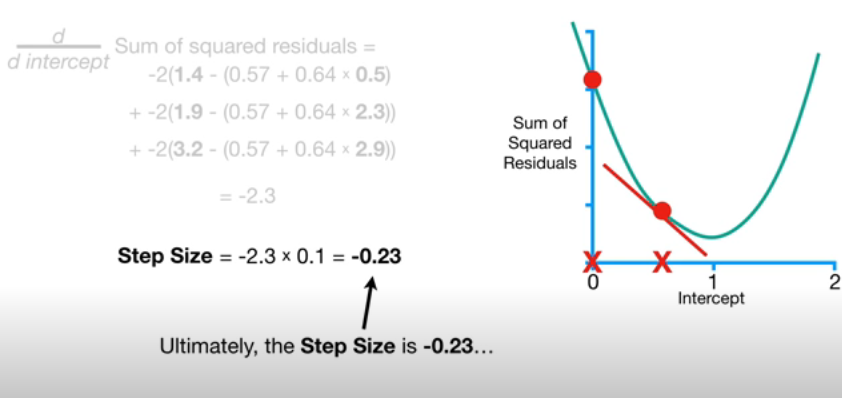 d
d intercept
Sum of squared residuals =
-2(1.4 - (0.57 + 0.64 × 0.5)
+ -2(1.9 - (0.57 + 0.64 × 2.3))
+ -2(3.2 - (0.57 + 0.64 × 2.9))
= -2.3
Step Size = -2.3 × 0.1 = -0.23
Ultimately, the Step Size is -0.23...
Sum of
Squared
Residuals
X X
0 1 2
Intercept